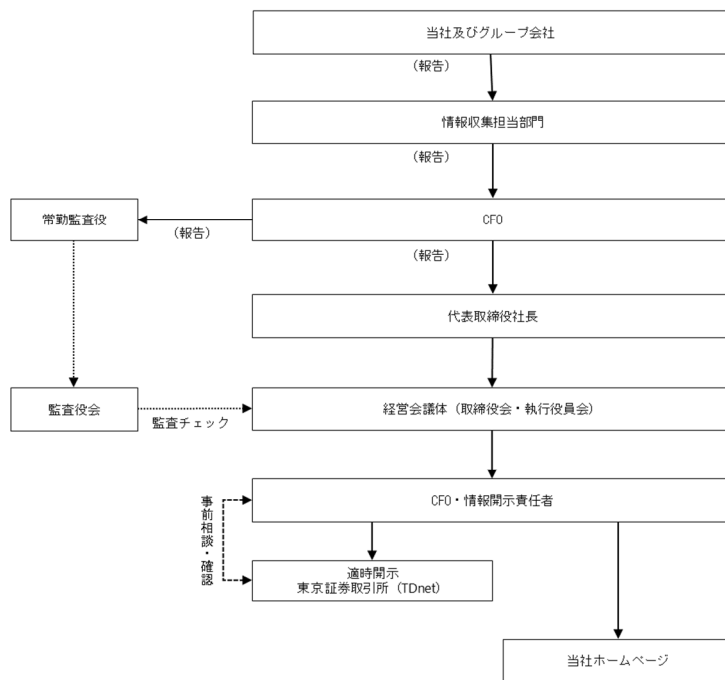 当社及びグループ会社
（報告）
情報収集担当部門
（報告）
常勤監査役
（報告）
CFO
（報告）
代表取締役社長
監査役会
監査チェック
経営会議体（取締役会・執行役員会）
CFO・情報開示責任者
事前相談・確認
適時開示
東京証券取引所（TDnet）
当社ホームページ